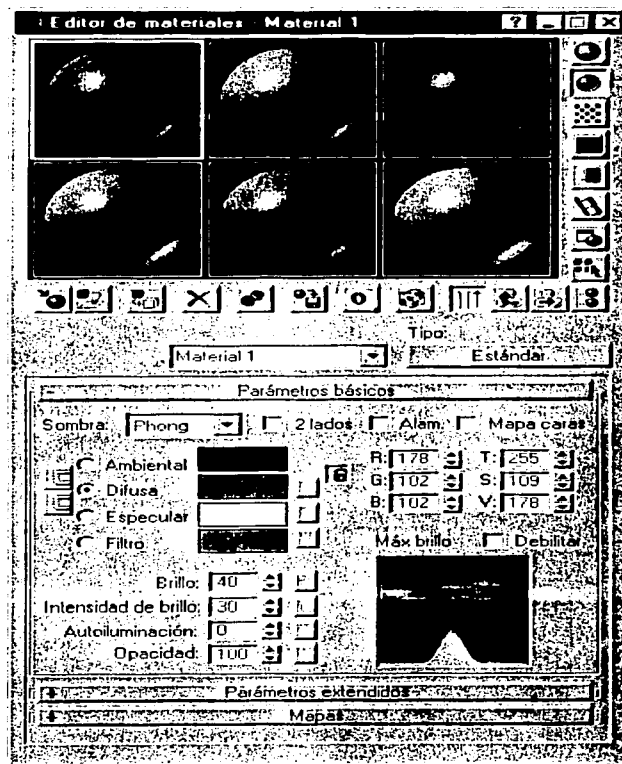 Editor de materiales - Material 1
Tipo:
Material 1
Estándar
Parámetros básicos
Sombra: Phong 2 lados Alam. Mapa caras
Ambiental
Difusa
Especular
Filtro
R: 178 T: 255
G: 102 S: 109
B: 102 V: 178
Máx brillo Debilitar
Brillo: 40
Intensidad de brillo: 30
Autoiluminación: 0
Opacidad: 100
Parámetros extendidos
Mapas